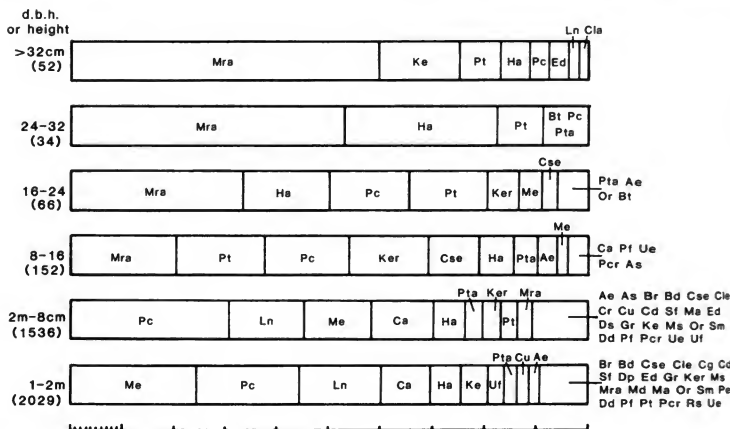 d.b.h.
or height
Ln Cla
>32cm
(52)
Mra Ke Pt Ha Pc Ed
24-32
(34)
Mra Ha Pt Bt Pc
Pta
Cse
16-24
(66)
Mra Ha Pc Pt Ker Me
Pta Ae
Or Bt
Me
8-16
(152)
Mra Pt Pc Ker Cse Ha Pta Ae
Ca Pf Ue
Pcr As
Pta Ker Mra
2m-8cm
(1536)
Pc Ln Me Ca Ha Pt
Ae As Br Bd Cse Cle
Cr Cu Cd Sf Ma Ed
Ds Gr Ke Ms Or Sm
Dd Pf Pcr Ue Uf
Pta Cu Ae
1-2m
(2029)
Me Pc Ln Ca Ha Ke Uf
Br Bd Cse Cle Cg Cd
Sf Dp Ed Gr Ker Ms
Mra Md Ma Or Sm Pe
Dd Pf Pt Pcr Rs Ue